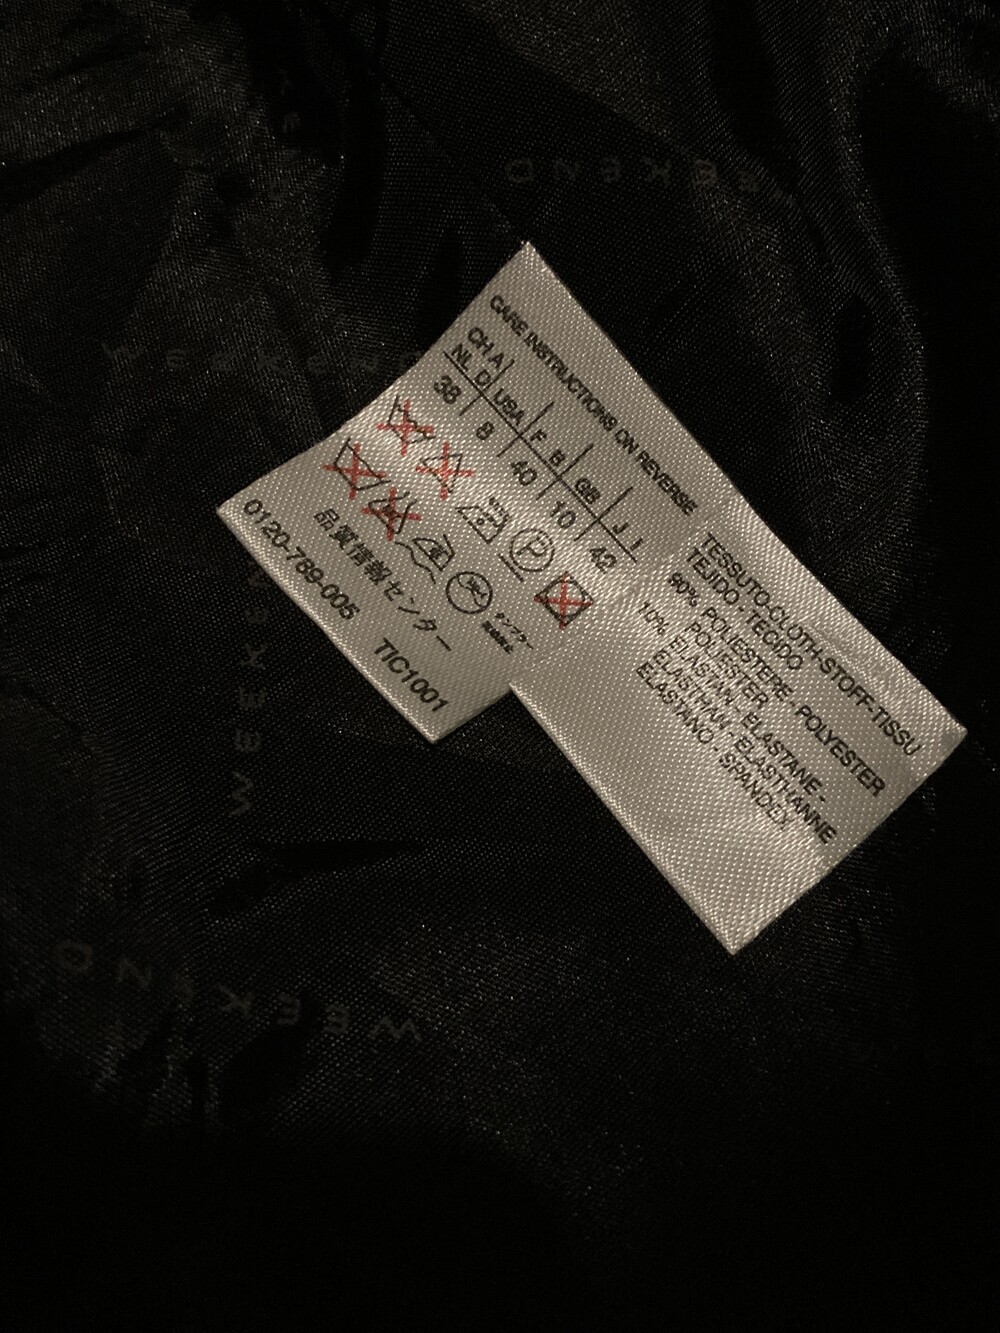 CARE INSTRUCTIONS ON REVERSE
CH A
NL D USA F B GB J
38 8 40 10 42
P
品質情報センター
0120-789-005 TIC1001
TESSUTO-CLOTH-STOFF-TISSU
TEJIDO - TECIDO
90% POLIESTERE - POLYESTER
POLIESTER
10% ELASTAN - ELASTANE -
ELASTHAN - ELASTHANNE
ELASTANO - SPANDEX
WEEKEND
WEEKEND
WEEKEND
WEEKEND